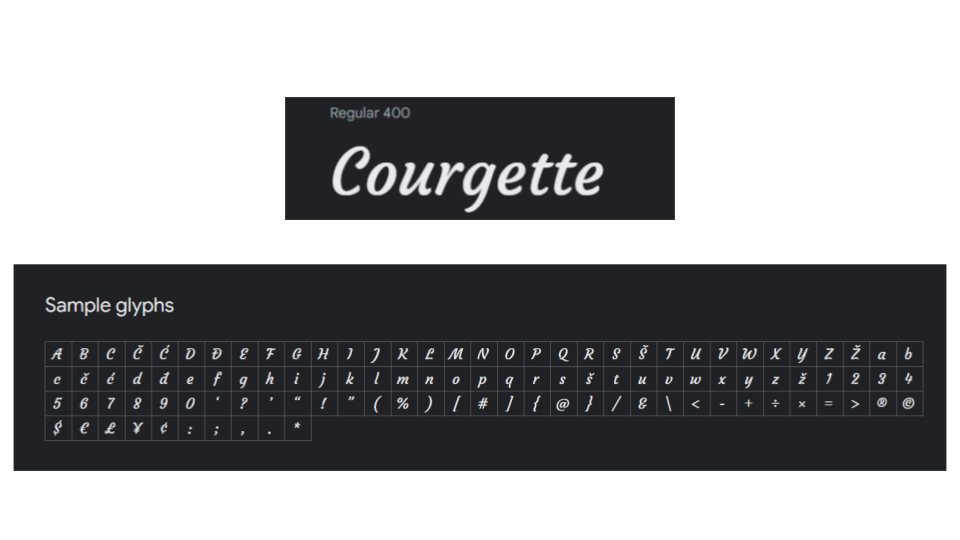 Regular 400
Courgette
Sample glyphs
A B C Č Ć D Đ E F G H I J K L M N O P Q R S Š T U V W X Y Z Ž a b
c č ć d đ e f g h i j k l m n o p q r s š t u v w x y z ž 1 2 3 4
5 6 7 8 9 0 ‘ ? ’ “ ! ” ( % ) [ # ] { @ } / & \ < - + ÷ × = > ® ©
$ € £ ¥ ¢ : ; , . *